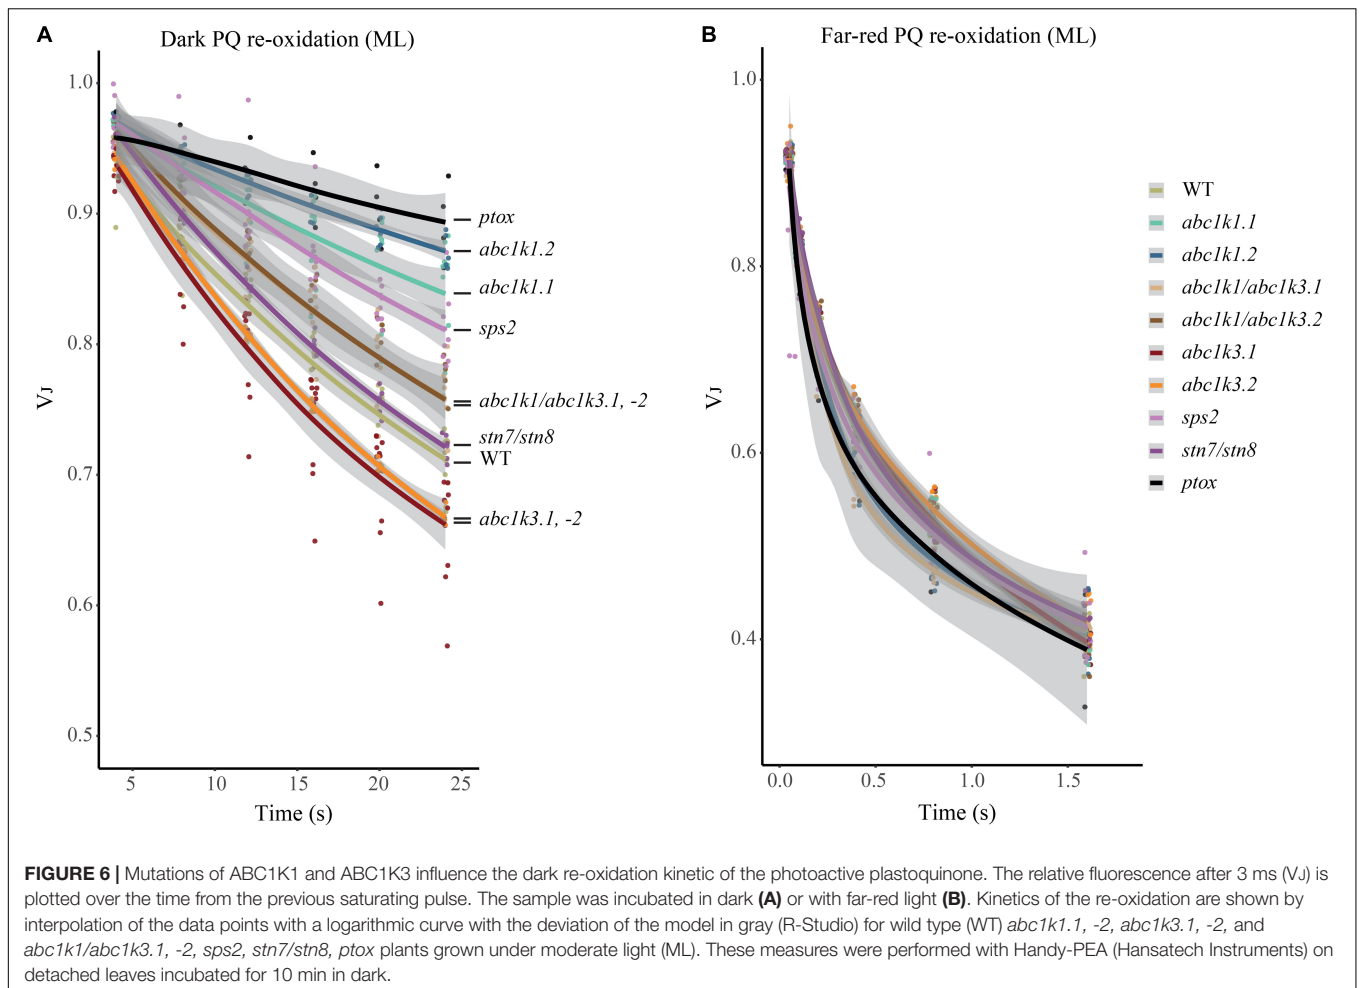 A
Dark PQ re-oxidation (ML)
1.0
0.9
0.8
0.7
0.6
0.5
VJ
5
10
15
20
25
Time (s)
ptox
abc1k1.2
abc1k1.1
sps2
abc1k1/abc1k3.1, -2
stn7/stn8
WT
abc1k3.1, -2
B
Far-red PQ re-oxidation (ML)
1.0
0.8
0.6
0.4
VJ
0.0
0.5
1.0
1.5
Time (s)
WT
abc1k1.1
abc1k1.2
abc1k1/abc1k3.1
abc1k1/abc1k3.2
abc1k3.1
abc1k3.2
sps2
stn7/stn8
ptox
FIGURE 6 | Mutations of ABC1K1 and ABC1K3 influence the dark re-oxidation kinetic of the photoactive plastoquinone. The relative fluorescence after 3 ms (VJ) is
plotted over the time from the previous saturating pulse. The sample was incubated in dark (A) or with far-red light (B). Kinetics of the re-oxidation are shown by
interpolation of the data points with a logarithmic curve with the deviation of the model in gray (R-Studio) for wild type (WT) abc1k1.1, -2, abc1k3.1, -2, and
abc1k1/abc1k3.1, -2, sps2, stn7/stn8, ptox plants grown under moderate light (ML). These measures were performed with Handy-PEA (Hansatech Instruments) on
detached leaves incubated for 10 min in dark.